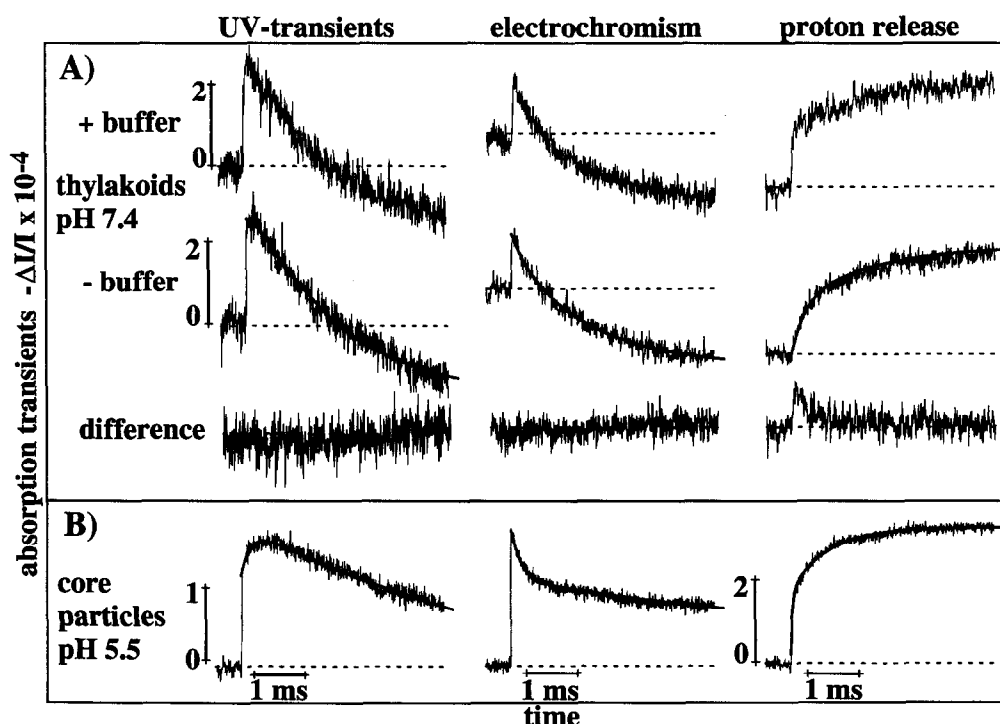 UV-transients electrochromism proton release
A)
+ buffer
2
0
thylakoids
pH 7.4
- buffer
2
0
difference
absorption transients -ΔI/I x 10-4
B)
core
particles
pH 5.5
1
0
2
0
1 ms 1 ms 1 ms
time